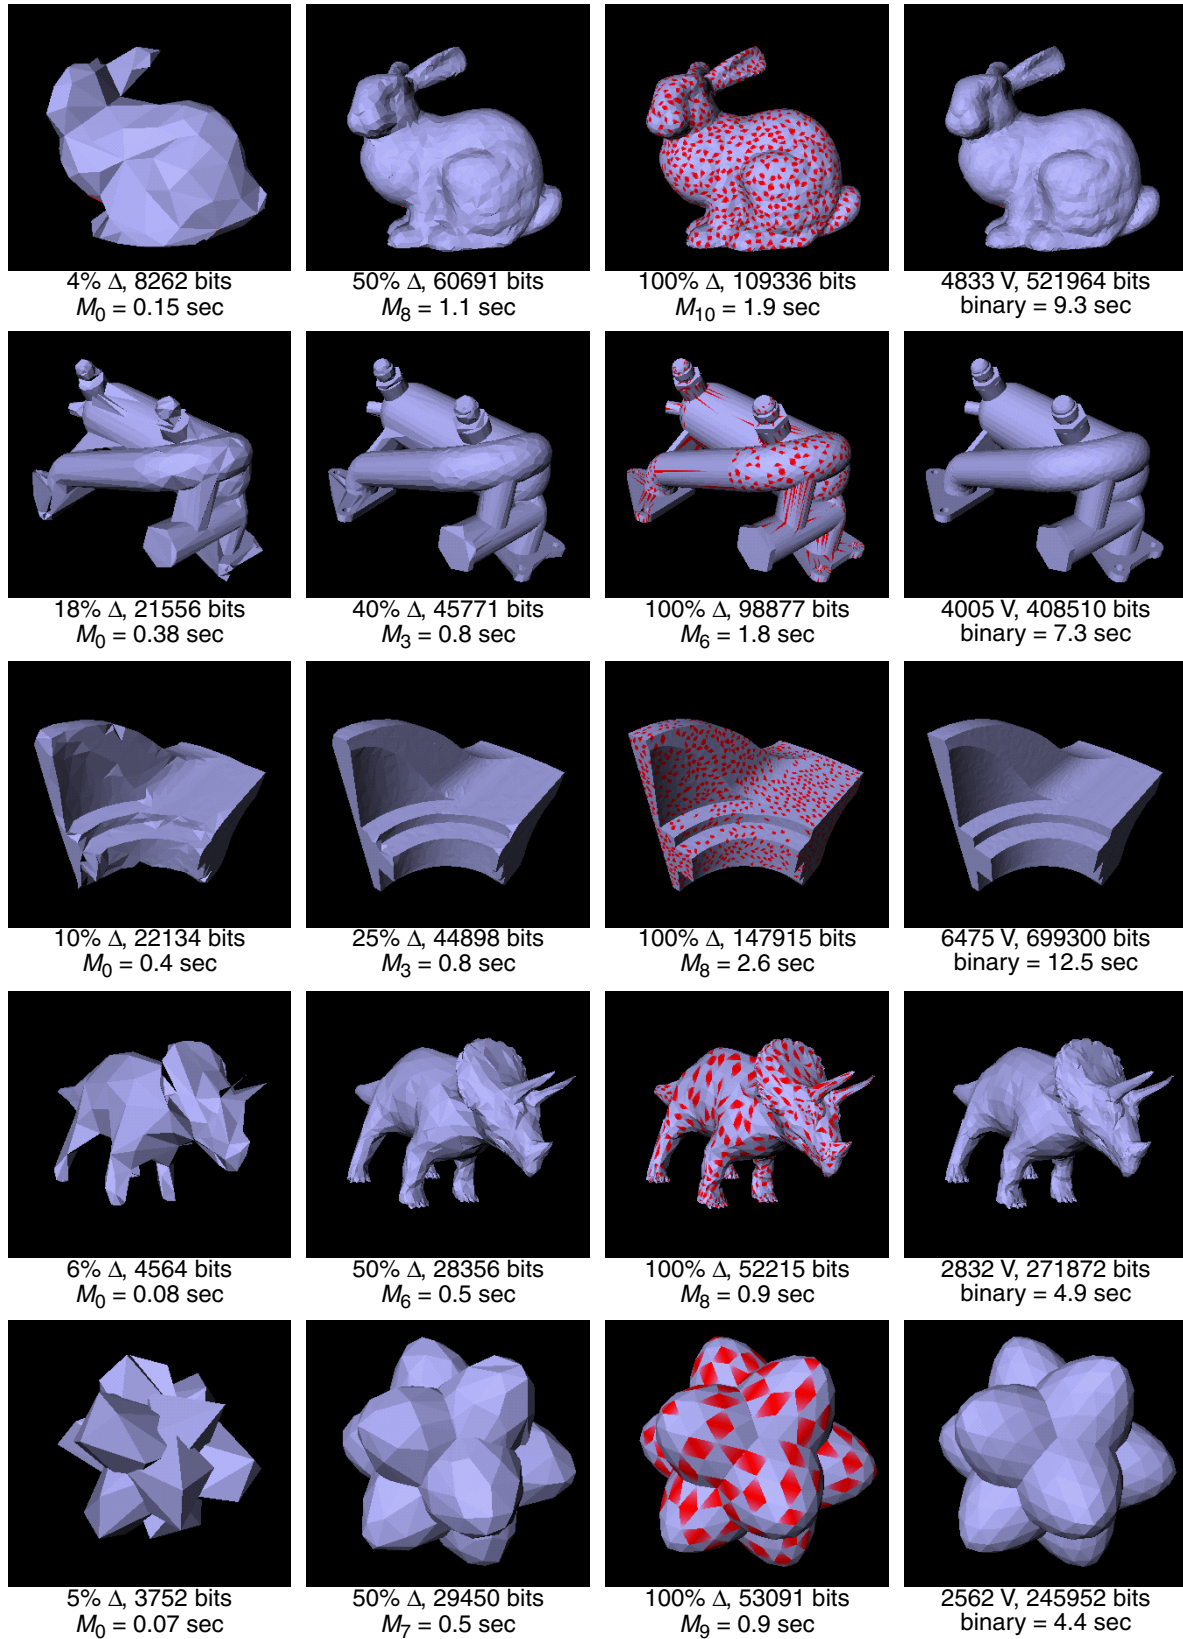 4% Δ, 8262 bits
M0 = 0.15 sec
50% Δ, 60691 bits
M8 = 1.1 sec
100% Δ, 109336 bits
M10 = 1.9 sec
4833 V, 521964 bits
binary = 9.3 sec
18% Δ, 21556 bits
M0 = 0.38 sec
40% Δ, 45771 bits
M3 = 0.8 sec
100% Δ, 98877 bits
M6 = 1.8 sec
4005 V, 408510 bits
binary = 7.3 sec
10% Δ, 22134 bits
M0 = 0.4 sec
25% Δ, 44898 bits
M3 = 0.8 sec
100% Δ, 147915 bits
M8 = 2.6 sec
6475 V, 699300 bits
binary = 12.5 sec
6% Δ, 4564 bits
M0 = 0.08 sec
50% Δ, 28356 bits
M6 = 0.5 sec
100% Δ, 52215 bits
M8 = 0.9 sec
2832 V, 271872 bits
binary = 4.9 sec
5% Δ, 3752 bits
M0 = 0.07 sec
50% Δ, 29450 bits
M7 = 0.5 sec
100% Δ, 53091 bits
M9 = 0.9 sec
2562 V, 245952 bits
binary = 4.4 sec